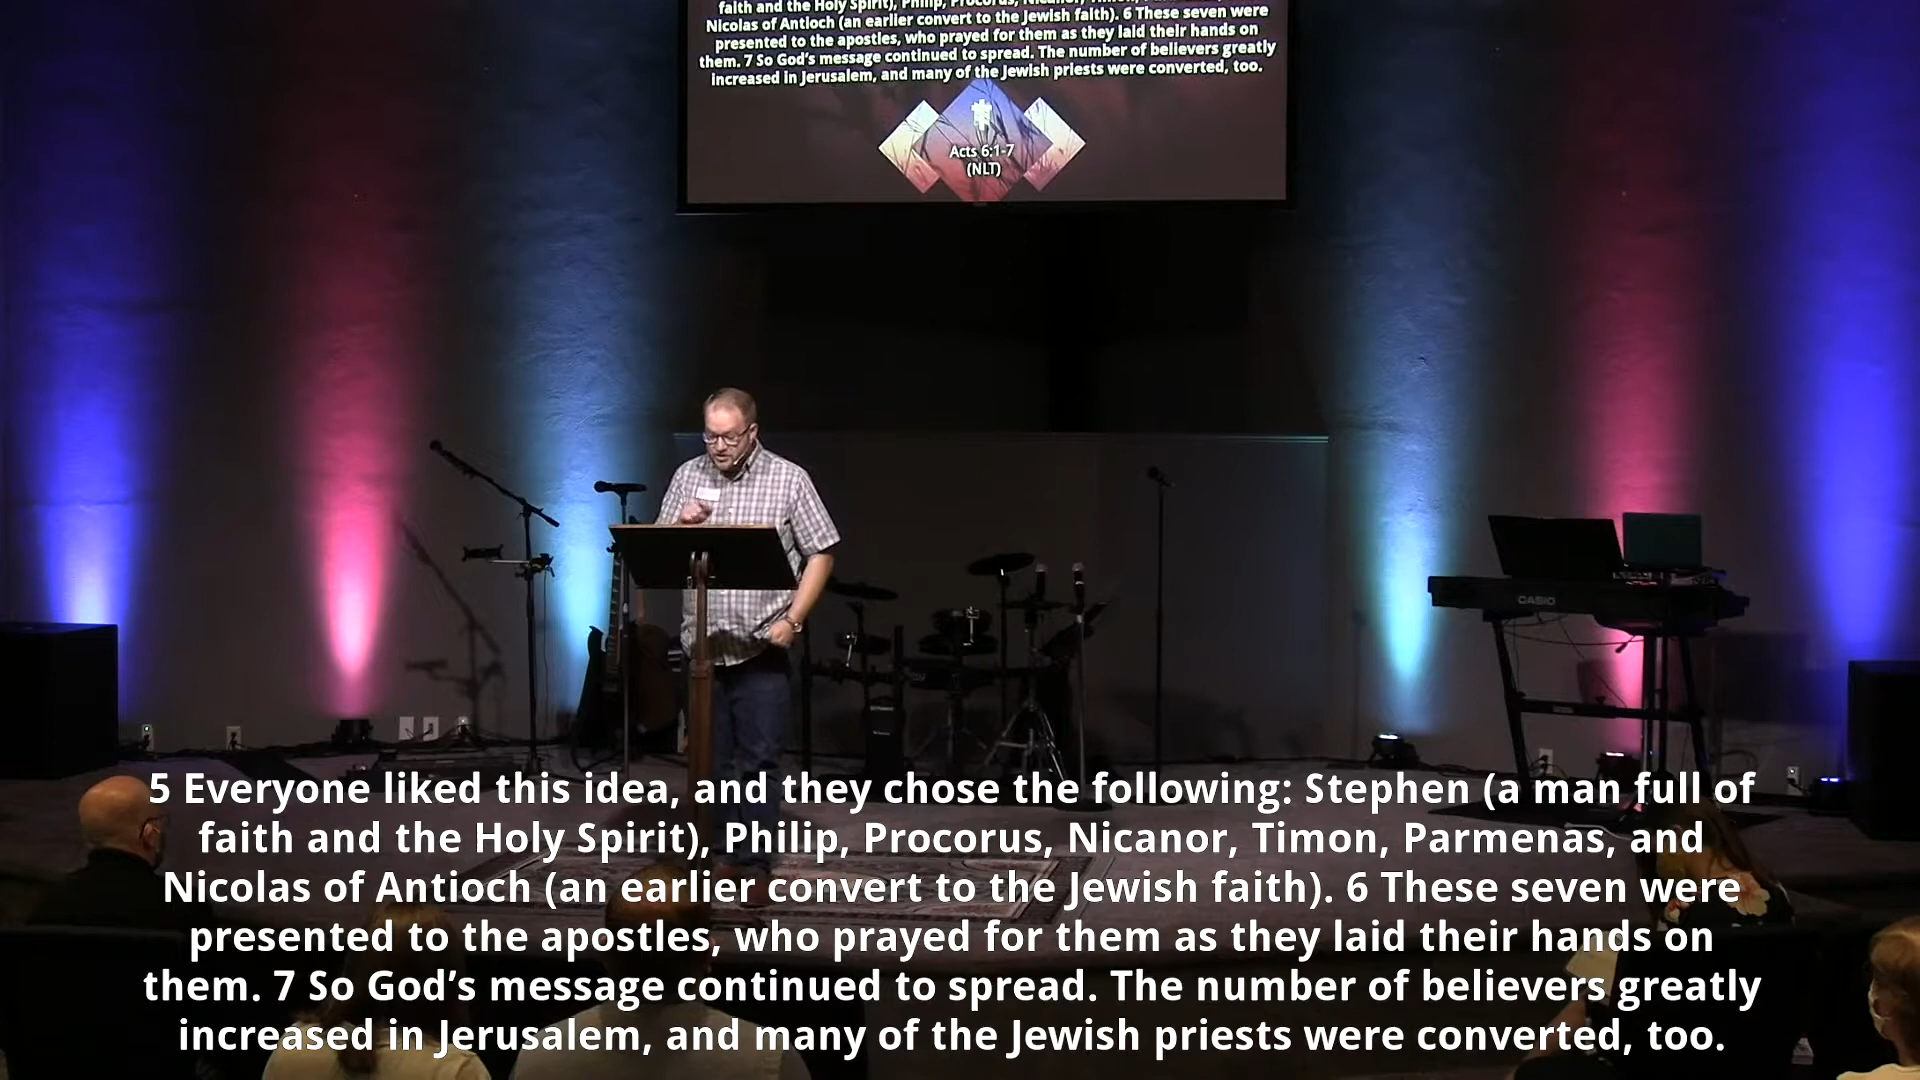 faith and the Holy Spirit), Philip, Procorus, Nicanor, Timon,
Nicolas of Antioch (an earlier convert to the Jewish faith). 6 These seven were
presented to the apostles, who prayed for them as they laid their hands on
them. 7 So God's message continued to spread. The number of believers greatly
increased in Jerusalem, and many of the Jewish priests were converted, too.
Acts 6:1-7
(NLT)
CASIO
5 Everyone liked this idea, and they chose the following: Stephen (a man full of
faith and the Holy Spirit), Philip, Procorus, Nicanor, Timon, Parmenas, and
Nicolas of Antioch (an earlier convert to the Jewish faith). 6 These seven were
presented to the apostles, who prayed for them as they laid their hands on
them. 7 So God's message continued to spread. The number of believers greatly
increased in Jerusalem, and many of the Jewish priests were converted, too.